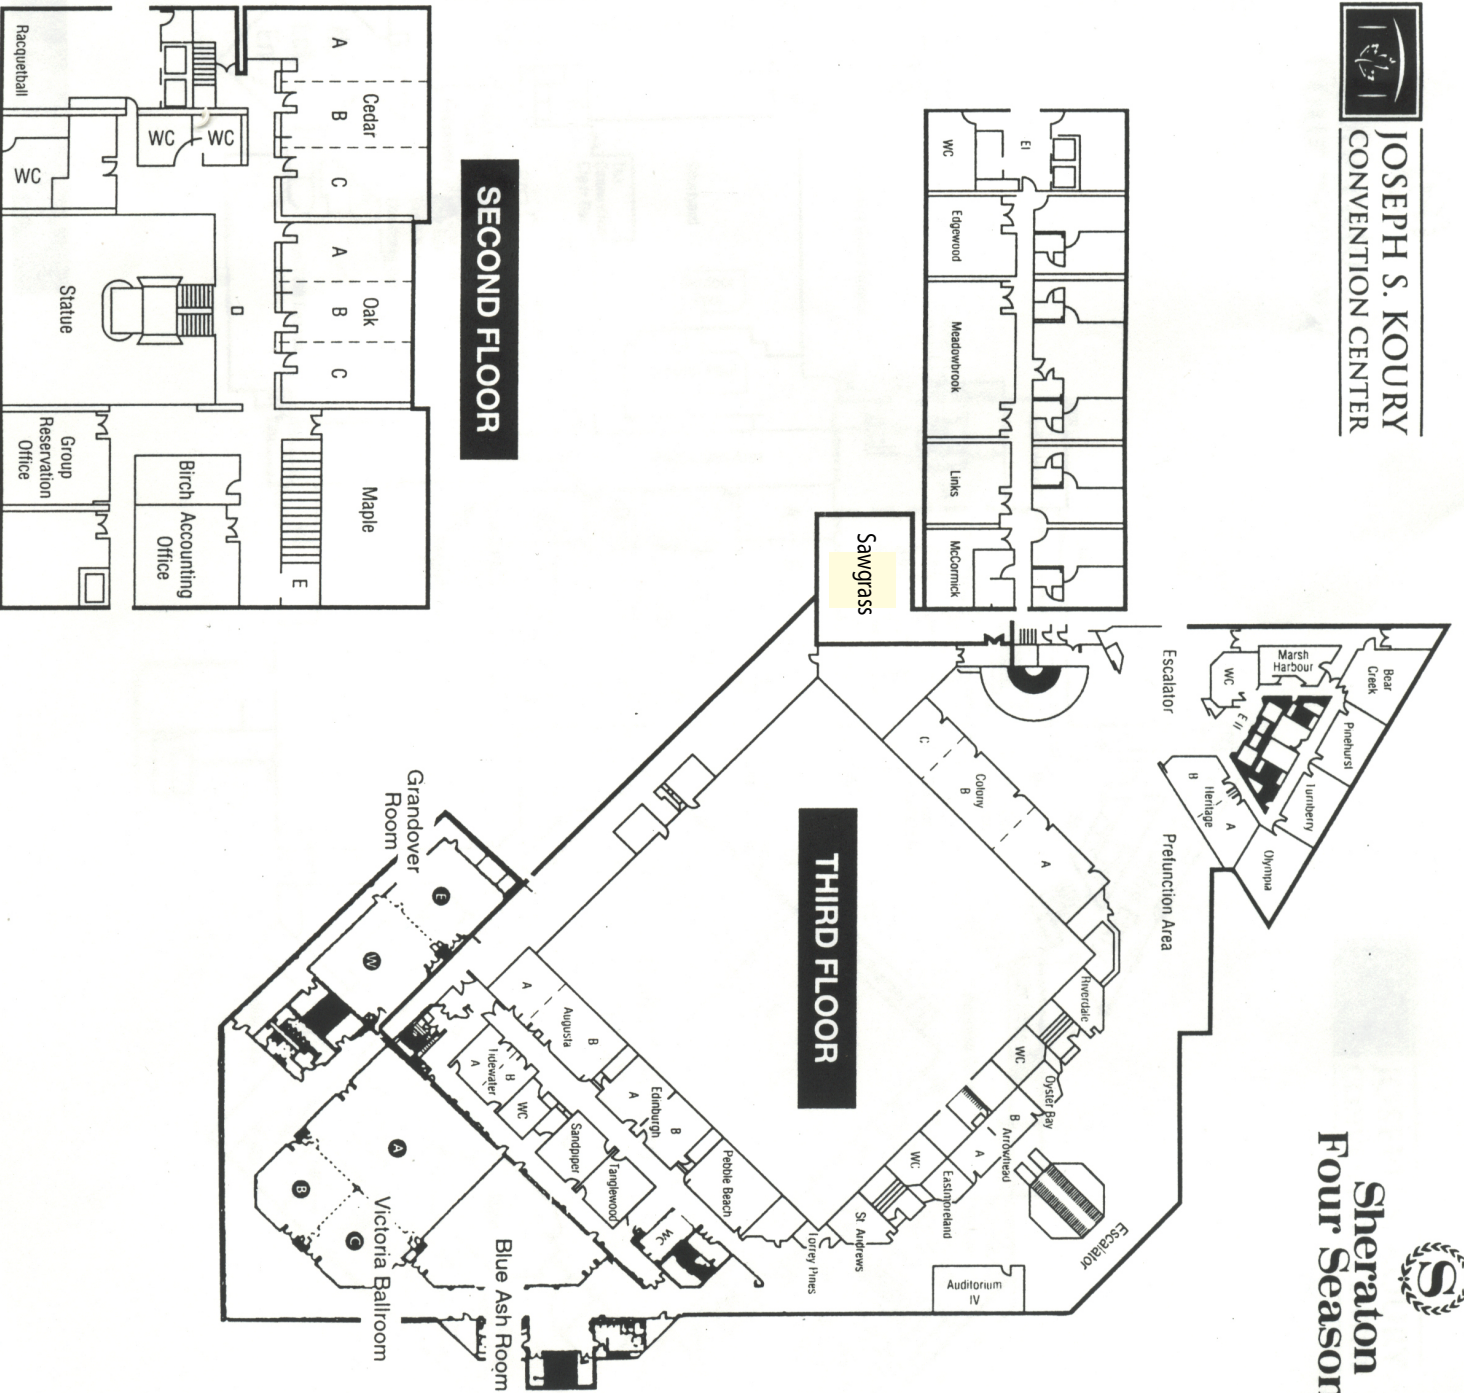 JOSEPH S. KOURY
CONVENTION CENTER
Sheraton
Four Season
S
SECOND FLOOR
Racquetball
WC
WC
WC
A
B
C
Cedar
A
B
C
Oak
Statue
Group
Reservation
Office
Birch
Accounting
Office
Maple
E
THIRD FLOOR
WC
El
Edgewood
Meadowbrook
Links
McCormick
Sawgrass
Escalator
Marsh
Harbour
Bear
Creek
WC
E II
Pinehurst
Turnberry
Olympia
B
Heritage
A
Prefunction Area
C
Colony
B
A
Riverdale
WC
Oyster Bay
B
Arrowhead
A
WC
Eastmoreland
Escalator
St. Andrews
Torrey Pines
Auditorium
IV
Pebble Beach
Edinburgh
A
B
Augusta
A
B
Tidewater
A
B
WC
Sandpiper
Tanglewood
WC
Grandover
Room
E
W
A
B
C
Victoria Ballroom
Blue Ash Room